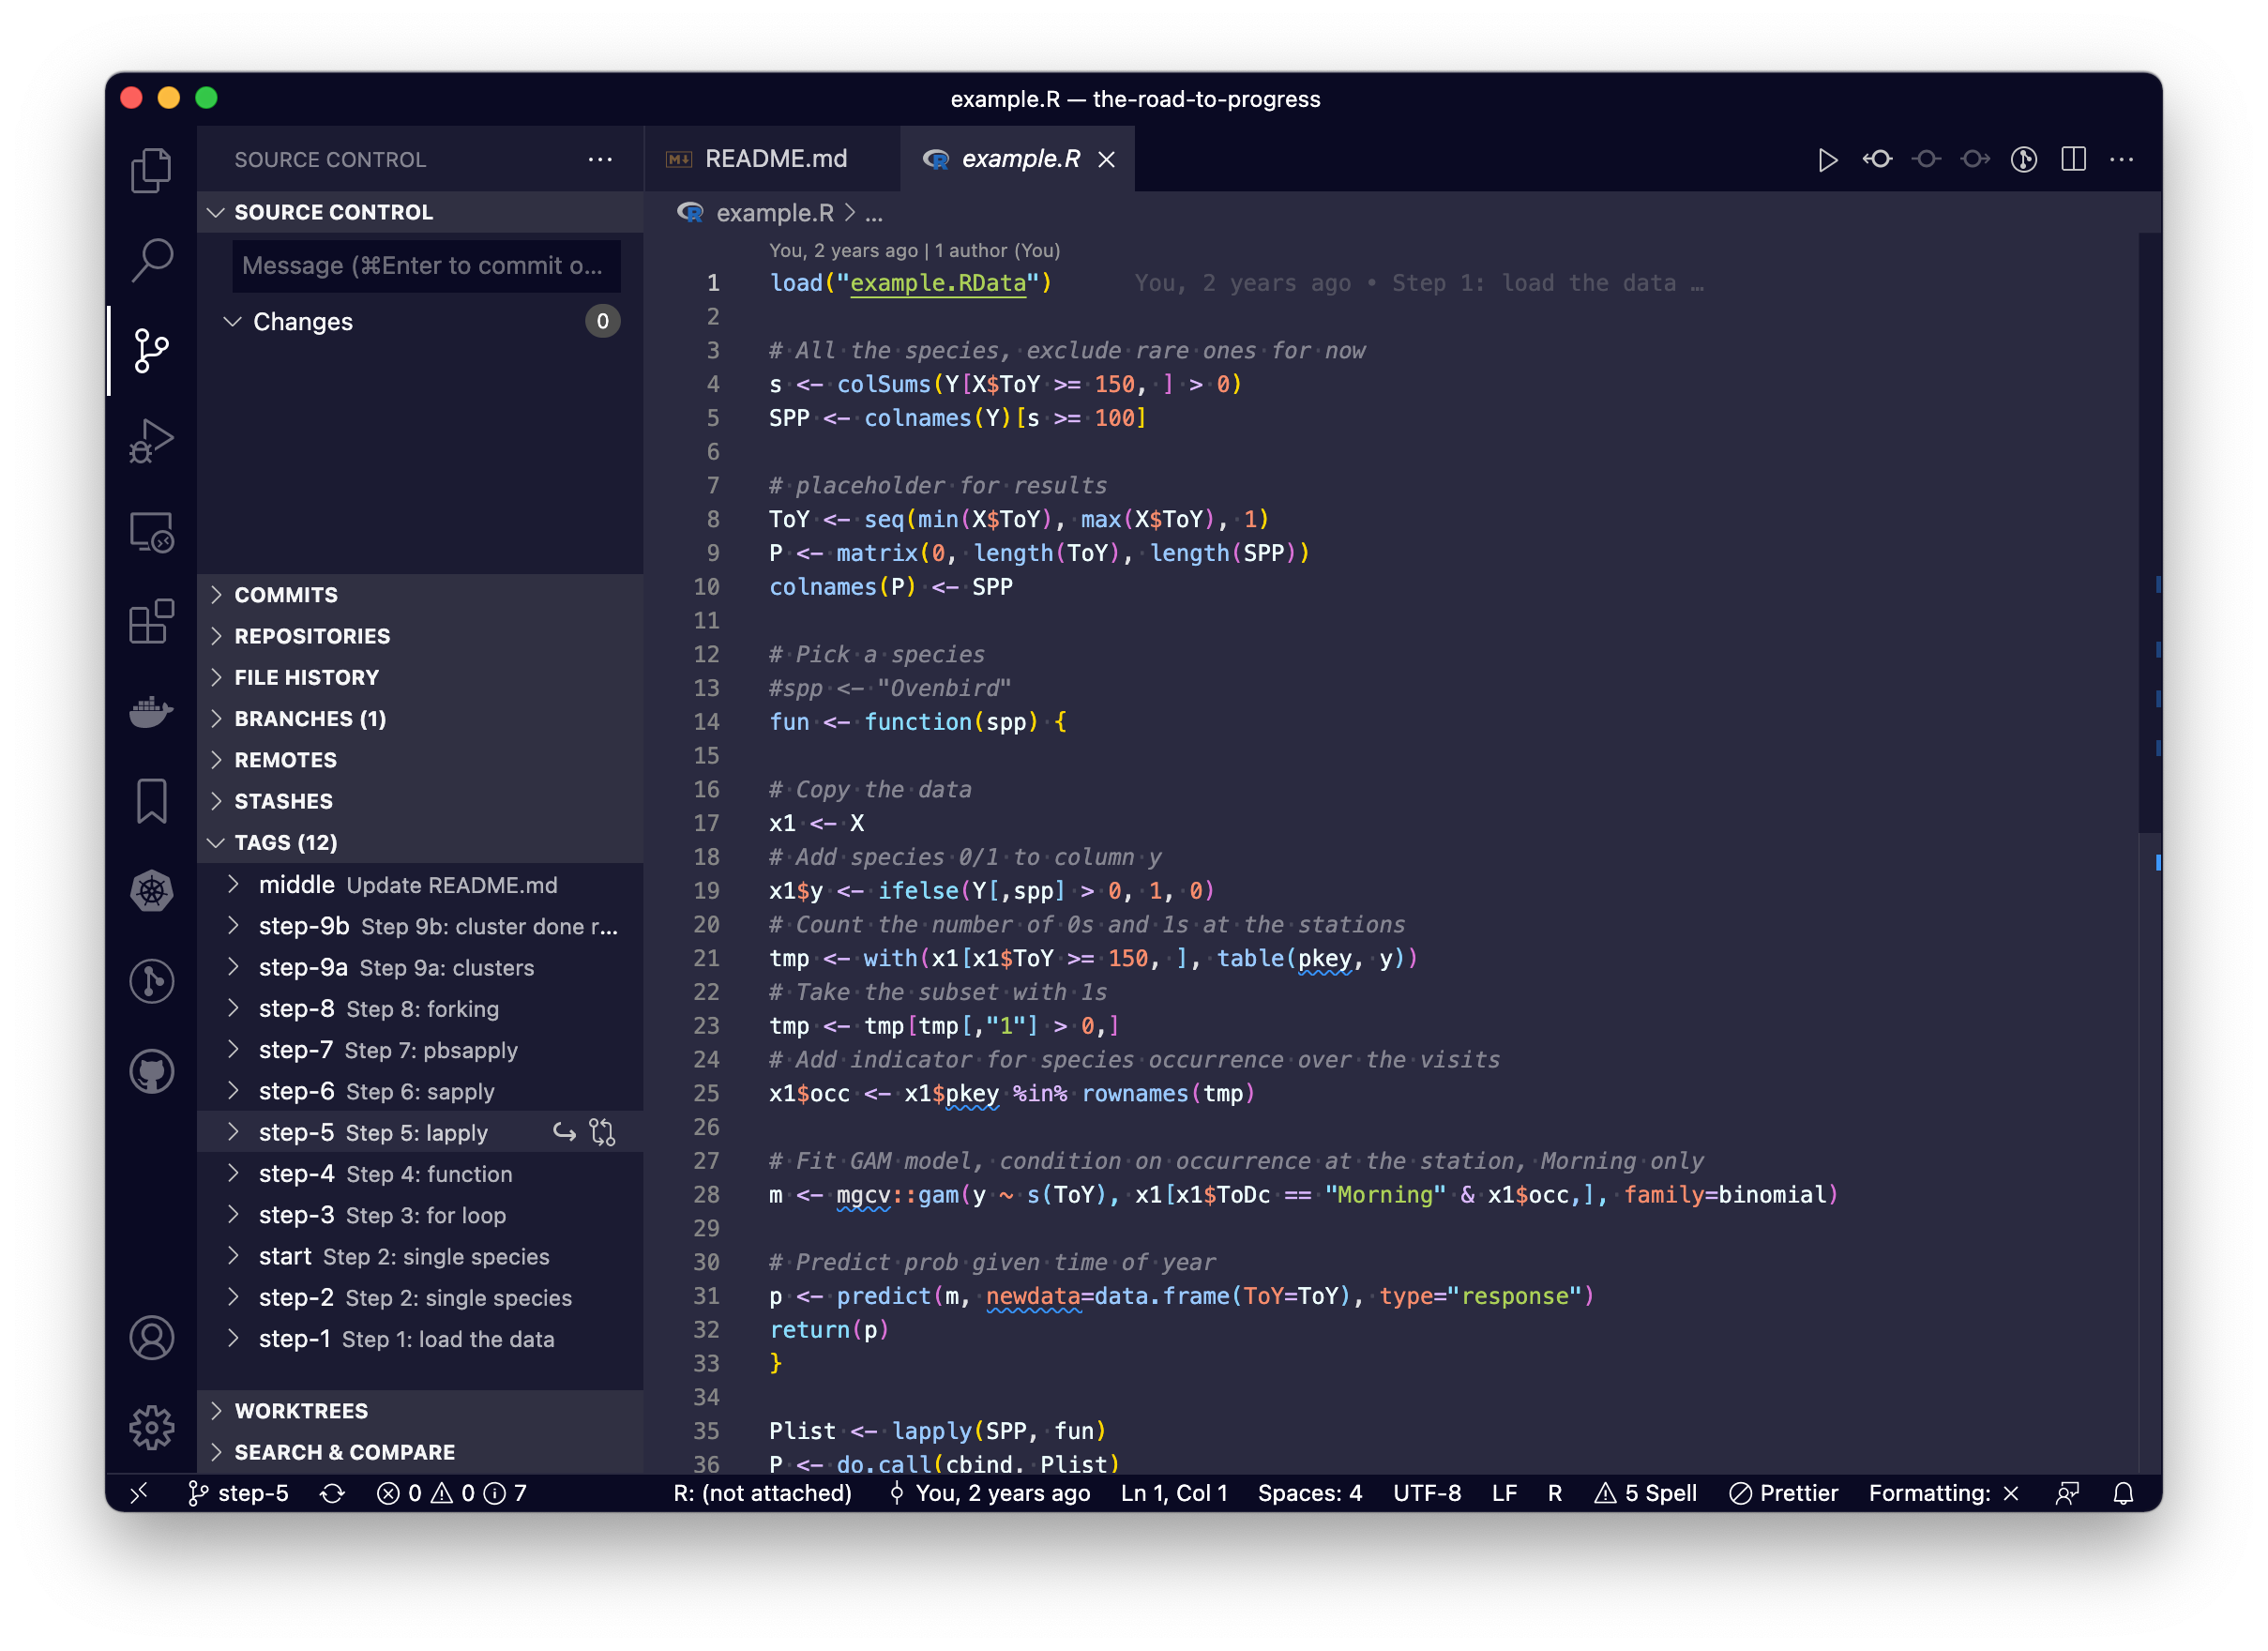 example.R — the-road-to-progress
SOURCE CONTROL
SOURCE CONTROL
Message (⌘Enter to commit o...
Changes 0
COMMITS
REPOSITORIES
FILE HISTORY
BRANCHES (1)
REMOTES
STASHES
TAGS (12)
middle Update README.md
step-9b Step 9b: cluster done r...
step-9a Step 9a: clusters
step-8 Step 8: forking
step-7 Step 7: pbsapply
step-6 Step 6: sapply
step-5 Step 5: lapply
step-4 Step 4: function
step-3 Step 3: for loop
start Step 2: single species
step-2 Step 2: single species
step-1 Step 1: load the data
WORKTREES
SEARCH & COMPARE
README.md
example.R
example.R > ...
You, 2 years ago | 1 author (You)
1 load("example.RData") You, 2 years ago • Step 1: load the data …
2
3 # All the species, exclude rare ones for now
4 s <- colSums(Y[X$ToY >= 150, ] > 0)
5 SPP <- colnames(Y)[s >= 100]
6
7 # placeholder for results
8 ToY <- seq(min(X$ToY), max(X$ToY), 1)
9 P <- matrix(0, length(ToY), length(SPP))
10 colnames(P) <- SPP
11
12 # Pick a species
13 #spp <- "Ovenbird"
14 fun <- function(spp) {
15
16 # Copy the data
17 x1 <- X
18 # Add species 0/1 to column y
19 x1$y <- ifelse(Y[,spp] > 0, 1, 0)
20 # Count the number of 0s and 1s at the stations
21 tmp <- with(x1[x1$ToY >= 150, ], table(pkey, y))
22 # Take the subset with 1s
23 tmp <- tmp[tmp[,"1"] > 0,]
24 # Add indicator for species occurrence over the visits
25 x1$occ <- x1$pkey %in% rownames(tmp)
26
27 # Fit GAM model, condition on occurrence at the station, Morning only
28 m <- mgcv::gam(y ~ s(ToY), x1[x1$ToDc == "Morning" & x1$occ,], family=binomial)
29
30 # Predict prob given time of year
31 p <- predict(m, newdata=data.frame(ToY=ToY), type="response")
32 return(p)
33 }
34
35 Plist <- lapply(SPP, fun)
36 P <- do.call(cbind, Plist)
step-5 0 0 7 R: (not attached) You, 2 years ago Ln 1, Col 1 Spaces: 4 UTF-8 LF R 5 Spell Prettier Formatting: ×